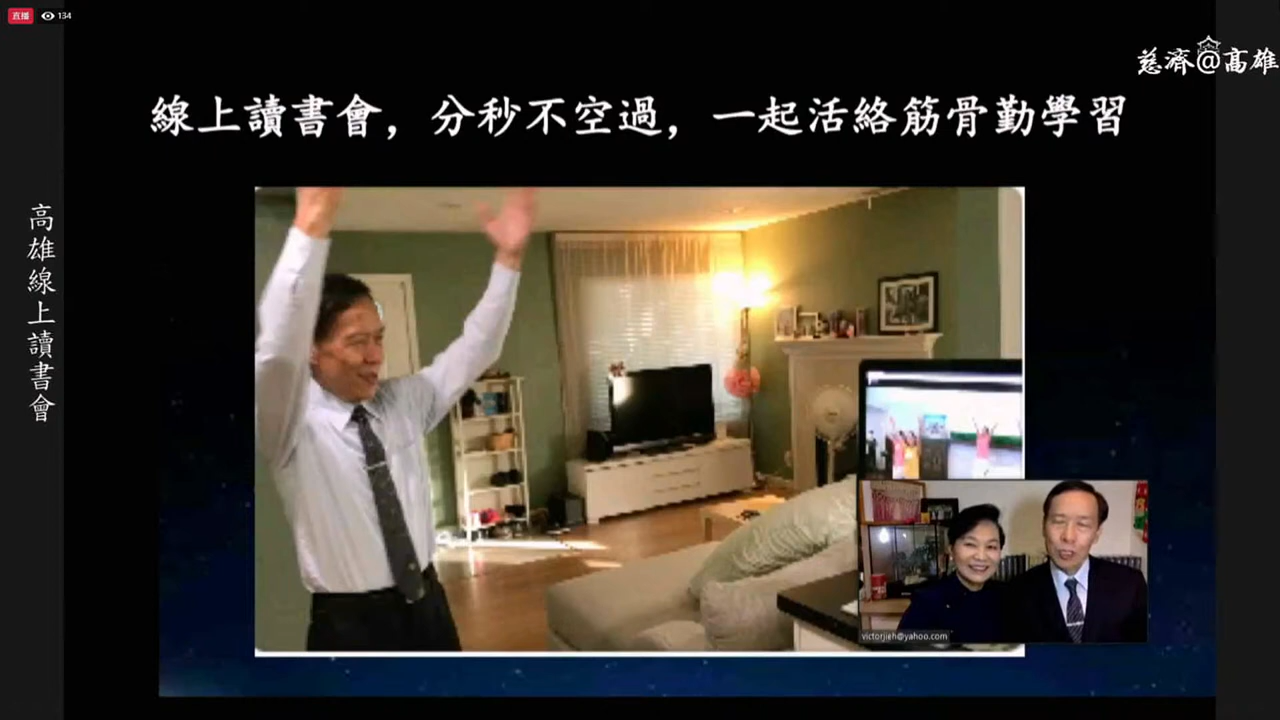 直播 134
慈濟@高雄
線上讀書會，分秒不空過，一起活絡筋骨勤學習
高雄線上讀書會
victorjieh@yahoo.com